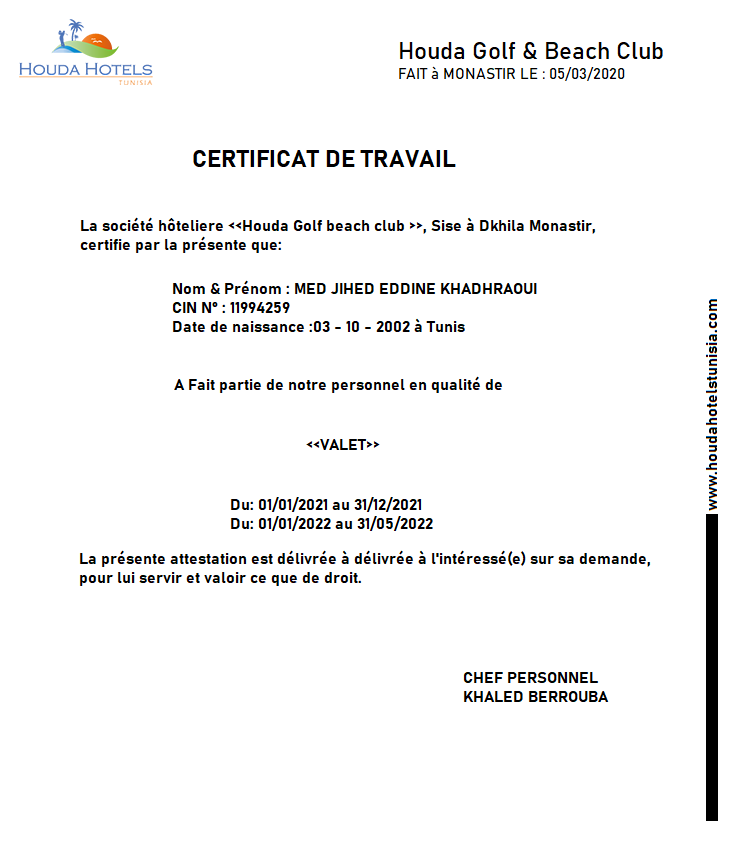 HOUDA HOTELS
TUNISIA
Houda Golf & Beach Club
FAIT à MONASTIR LE : 05/03/2020
CERTIFICAT DE TRAVAIL
La société hôteliere <<Houda Golf beach club >>, Sise à Dkhila Monastir,
certifie par la présente que:
Nom & Prénom : MED JIHED EDDINE KHADHRAOUI
CIN N° : 11994259
Date de naissance :03 - 10 - 2002 à Tunis
A Fait partie de notre personnel en qualité de
<<VALET>>
Du: 01/01/2021 au 31/12/2021
Du: 01/01/2022 au 31/05/2022
La présente attestation est délivrée à délivrée à l'intéressé(e) sur sa demande,
pour lui servir et valoir ce que de droit.
CHEF PERSONNEL
KHALED BERROUBA
www.houdahotelstunisia.com